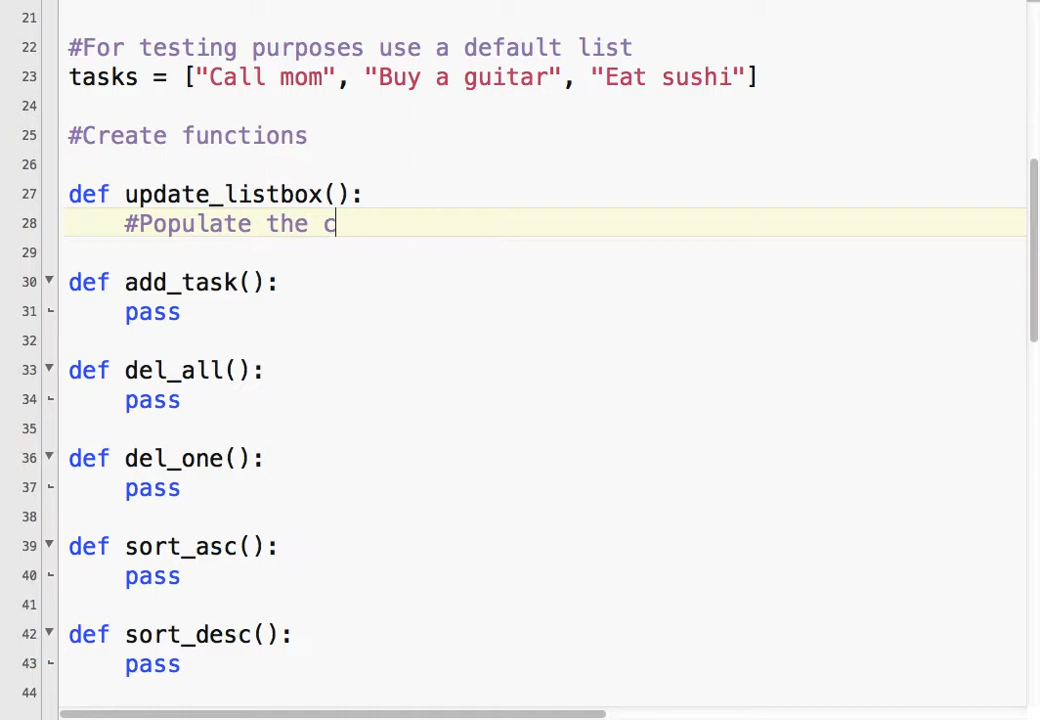 21
22 #For testing purposes use a default list
23 tasks = ["Call mom", "Buy a guitar", "Eat sushi"]
24
25 #Create functions
26
27 def update_listbox():
28     #Populate the c
29
30 def add_task():
31     pass
32
33 def del_all():
34     pass
35
36 def del_one():
37     pass
38
39 def sort_asc():
40     pass
41
42 def sort_desc():
43     pass
44